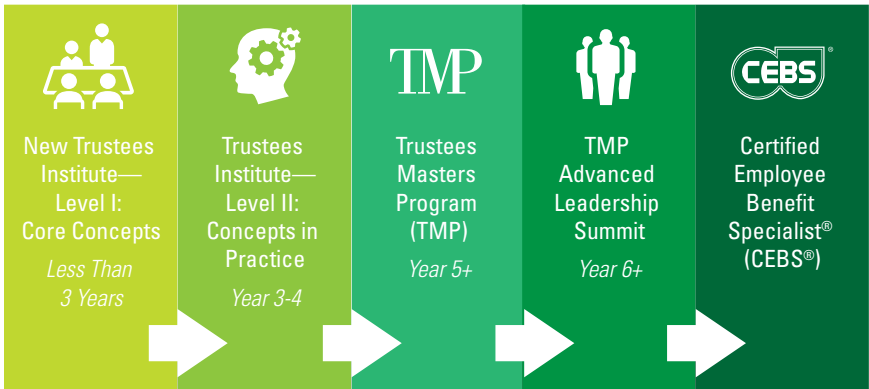 New Trustees
Institute—
Level I:
Core Concepts
Less Than
3 Years
Trustees
Institute—
Level II:
Concepts in
Practice
Year 3-4
TMP
Trustees
Masters
Program
(TMP)
Year 5+
TMP
Advanced
Leadership
Summit
Year 6+
CEBS®
Certified
Employee
Benefit
Specialist®
(CEBS®)